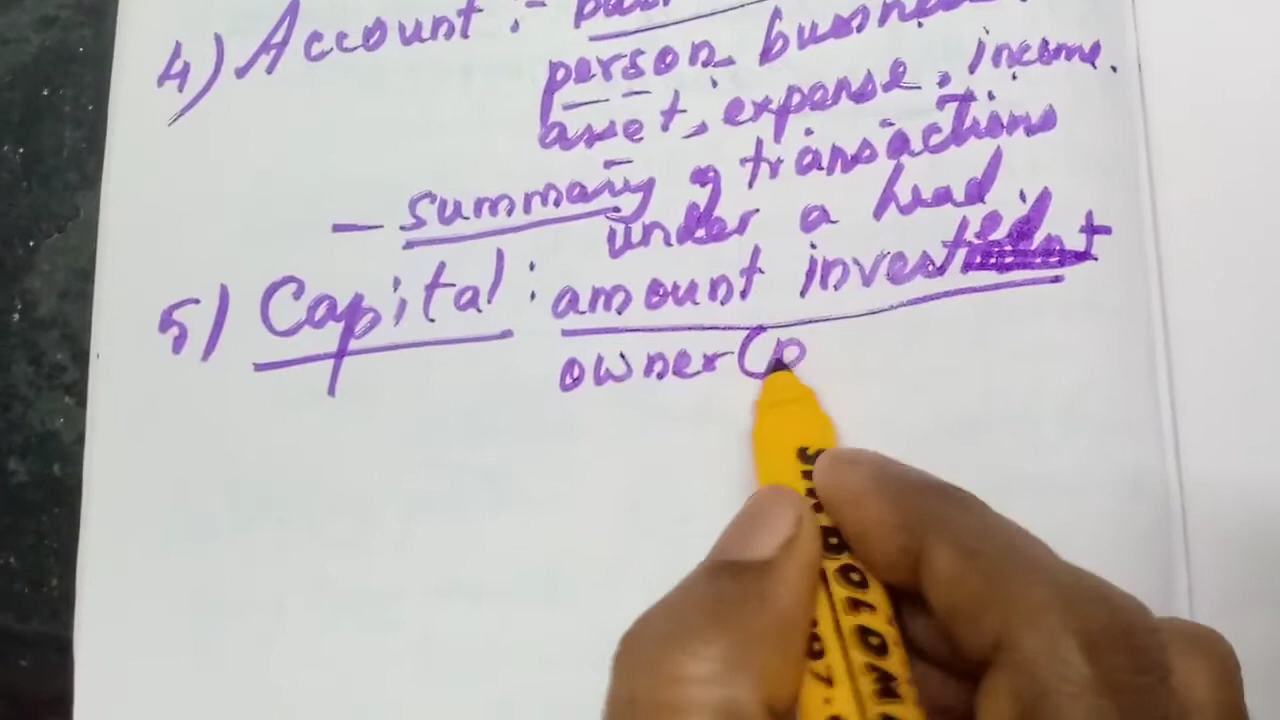 4) Account :-
person business
asset, expense, income.
— summary of transactions
under a head
5) Capital : amount invested
owner (p